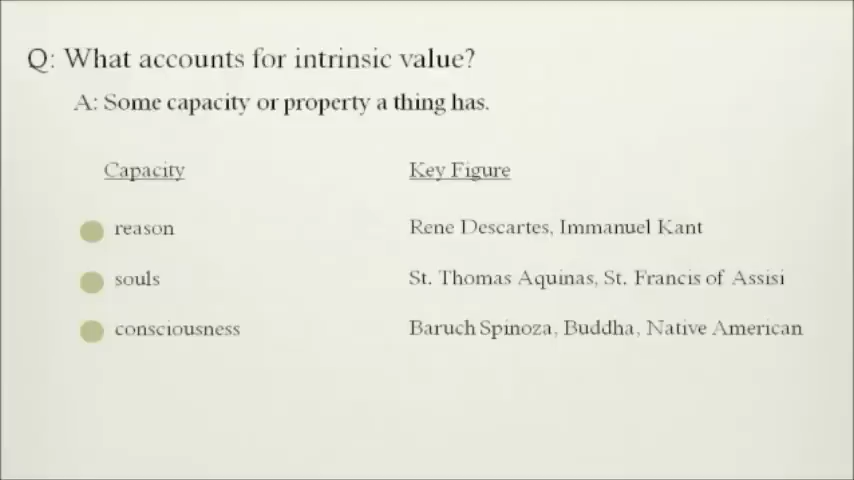 Q: What accounts for intrinsic value?
A: Some capacity or property a thing has.
Capacity Key Figure
reason Rene Descartes, Immanuel Kant
souls St. Thomas Aquinas, St. Francis of Assisi
consciousness Baruch Spinoza, Buddha, Native American